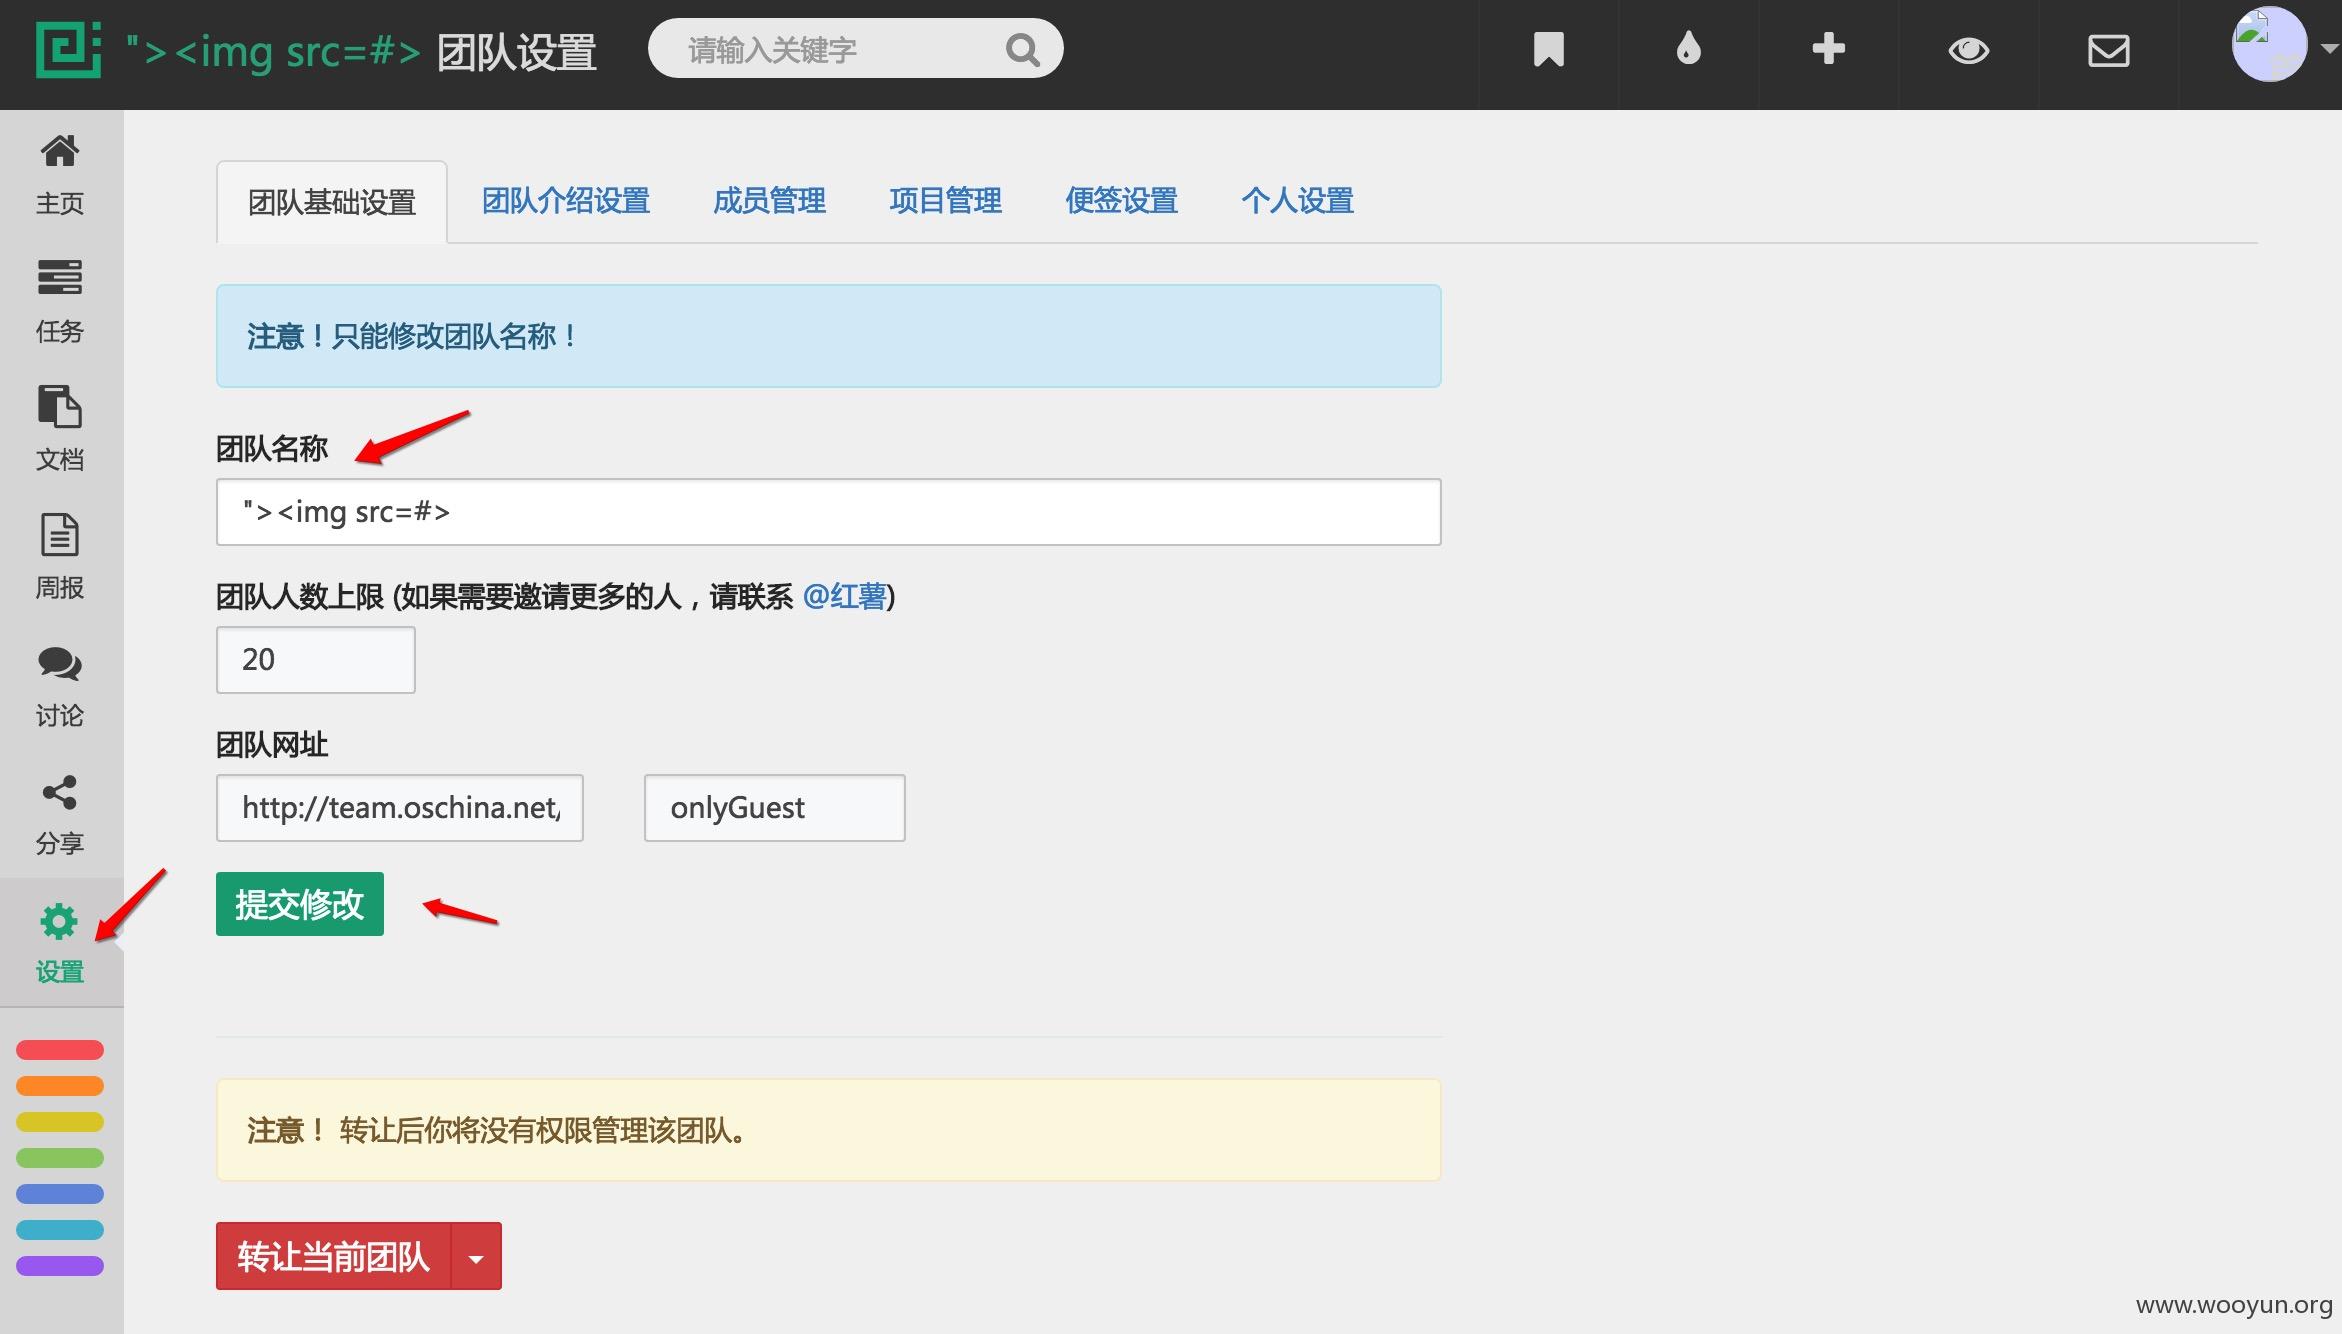 "><img src=#> 团队设置
请输入关键字
主页
任务
文档
周报
讨论
分享
设置
团队基础设置 团队介绍设置 成员管理 项目管理 便签设置 个人设置
注意！只能修改团队名称！
团队名称
"><img src=#>
团队人数上限 (如果需要邀请更多的人，请联系 @红薯)
20
团队网址
http://team.oschina.net/ onlyGuest
提交修改
注意！ 转让后你将没有权限管理该团队。
转让当前团队
www.wooyun.org